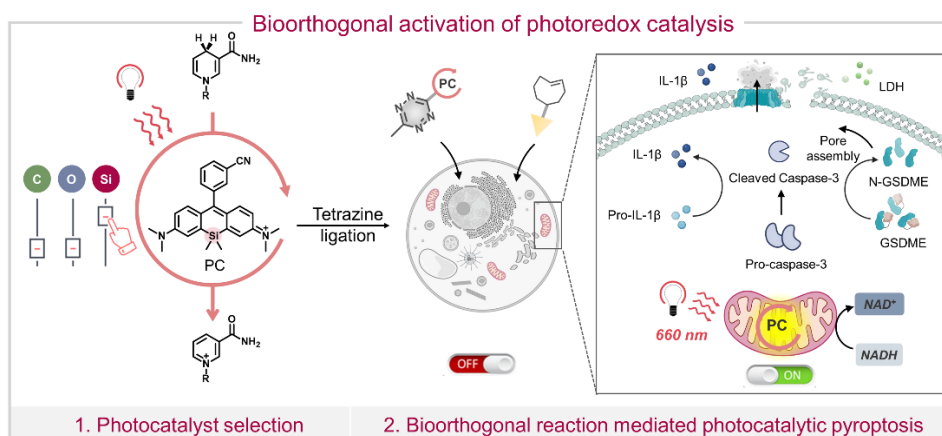 Bioorthogonal activation of photoredox catalysis
H H O
NH₂
N
R
C O Si
CN
N Si N⁺
PC
O
NH₂
N⁺
R
Tetrazine
ligation
PC
N N
N N
OFF
IL-1β
LDH
IL-1β
Pore
assembly
Cleaved Caspase-3
N-GSDME
Pro-IL-1β
GSDME
Pro-caspase-3
660 nm
PC
NAD⁺
NADH
ON
1. Photocatalyst selection
2. Bioorthogonal reaction mediated photocatalytic pyroptosis